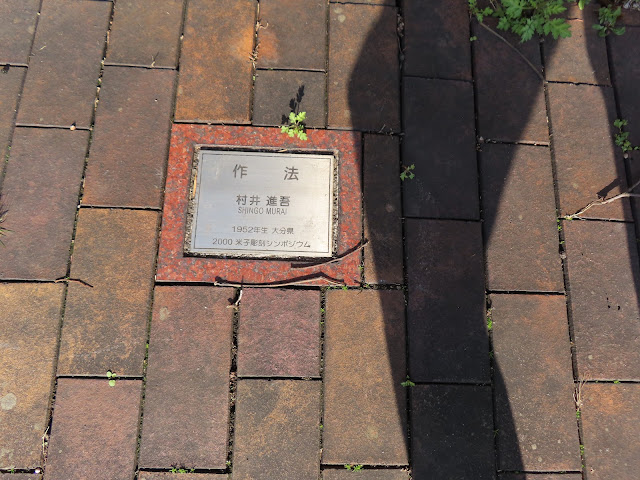 作 法
村井 進吾
SHINGO MURAI
1952年生 大分県
2000 米子彫刻シンポジウム